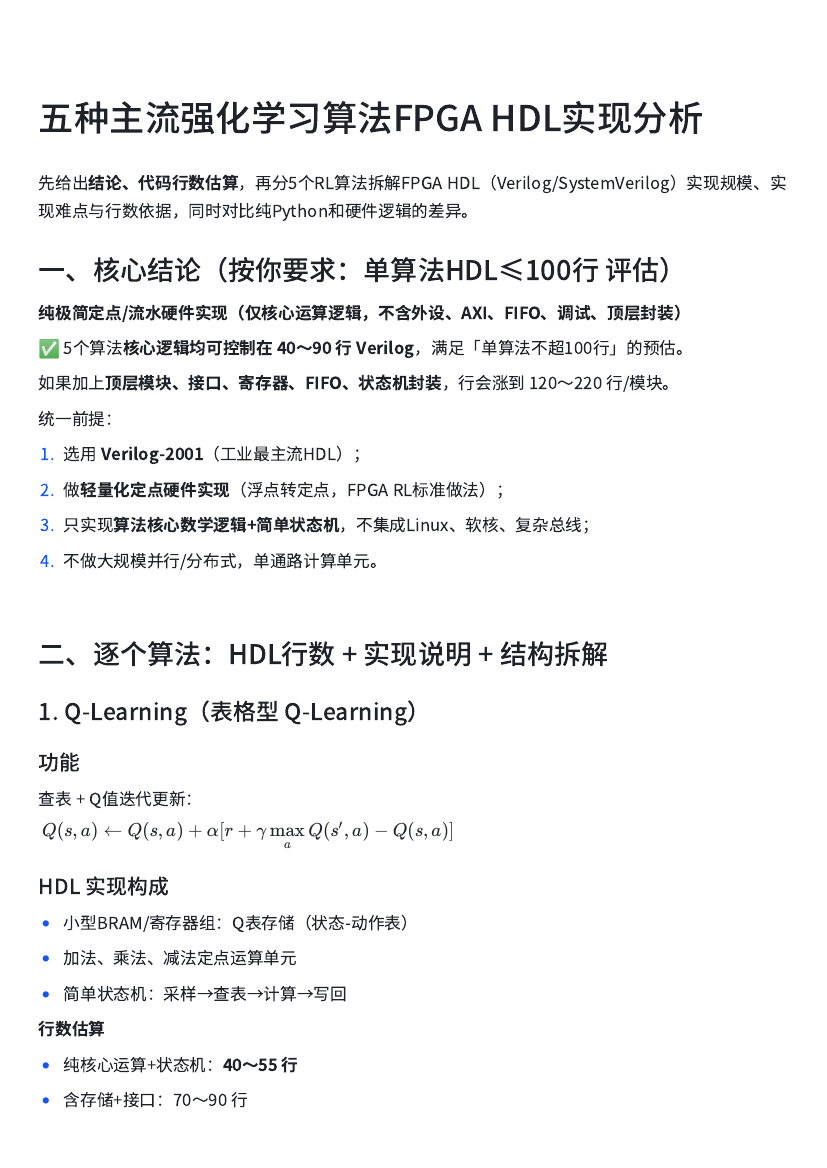 五种主流强化学习算法FPGA HDL实现分析
先给出结论、代码行数估算，再分5个RL算法拆解FPGA HDL（Verilog/SystemVerilog）实现规模、实
现难点与行数依据，同时对比纯Python和硬件逻辑的差异。
一、核心结论（按你要求：单算法HDL≤100行 评估）
纯极简定点/流水硬件实现（仅核心运算逻辑，不含外设、AXI、FIFO、调试、顶层封装）
✅ 5个算法核心逻辑均可控制在 40～90 行 Verilog，满足「单算法不超100行」的预估。
如果加上顶层模块、接口、寄存器、FIFO、状态机封装，行会涨到 120～220 行/模块。
统一前提：
1. 选用 Verilog-2001（工业最主流HDL）；
2. 做轻量化定点硬件实现（浮点转定点，FPGA RL标准做法）；
3. 只实现算法核心数学逻辑+简单状态机，不集成Linux、软核、复杂总线；
4. 不做大规模并行/分布式，单通路计算单元。
二、逐个算法：HDL行数 + 实现说明 + 结构拆解
1. Q-Learning（表格型 Q-Learning）
功能
查表 + Q值迭代更新：
Q(s, a) ← Q(s, a) + α[r + γ max_a Q(s′, a) − Q(s, a)]
HDL 实现构成
• 小型BRAM/寄存器组：Q表存储（状态-动作表）
• 加法、乘法、减法定点运算单元
• 简单状态机：采样→查表→计算→写回
行数估算
• 纯核心运算+状态机：40～55 行
• 含存储+接口：70～90 行